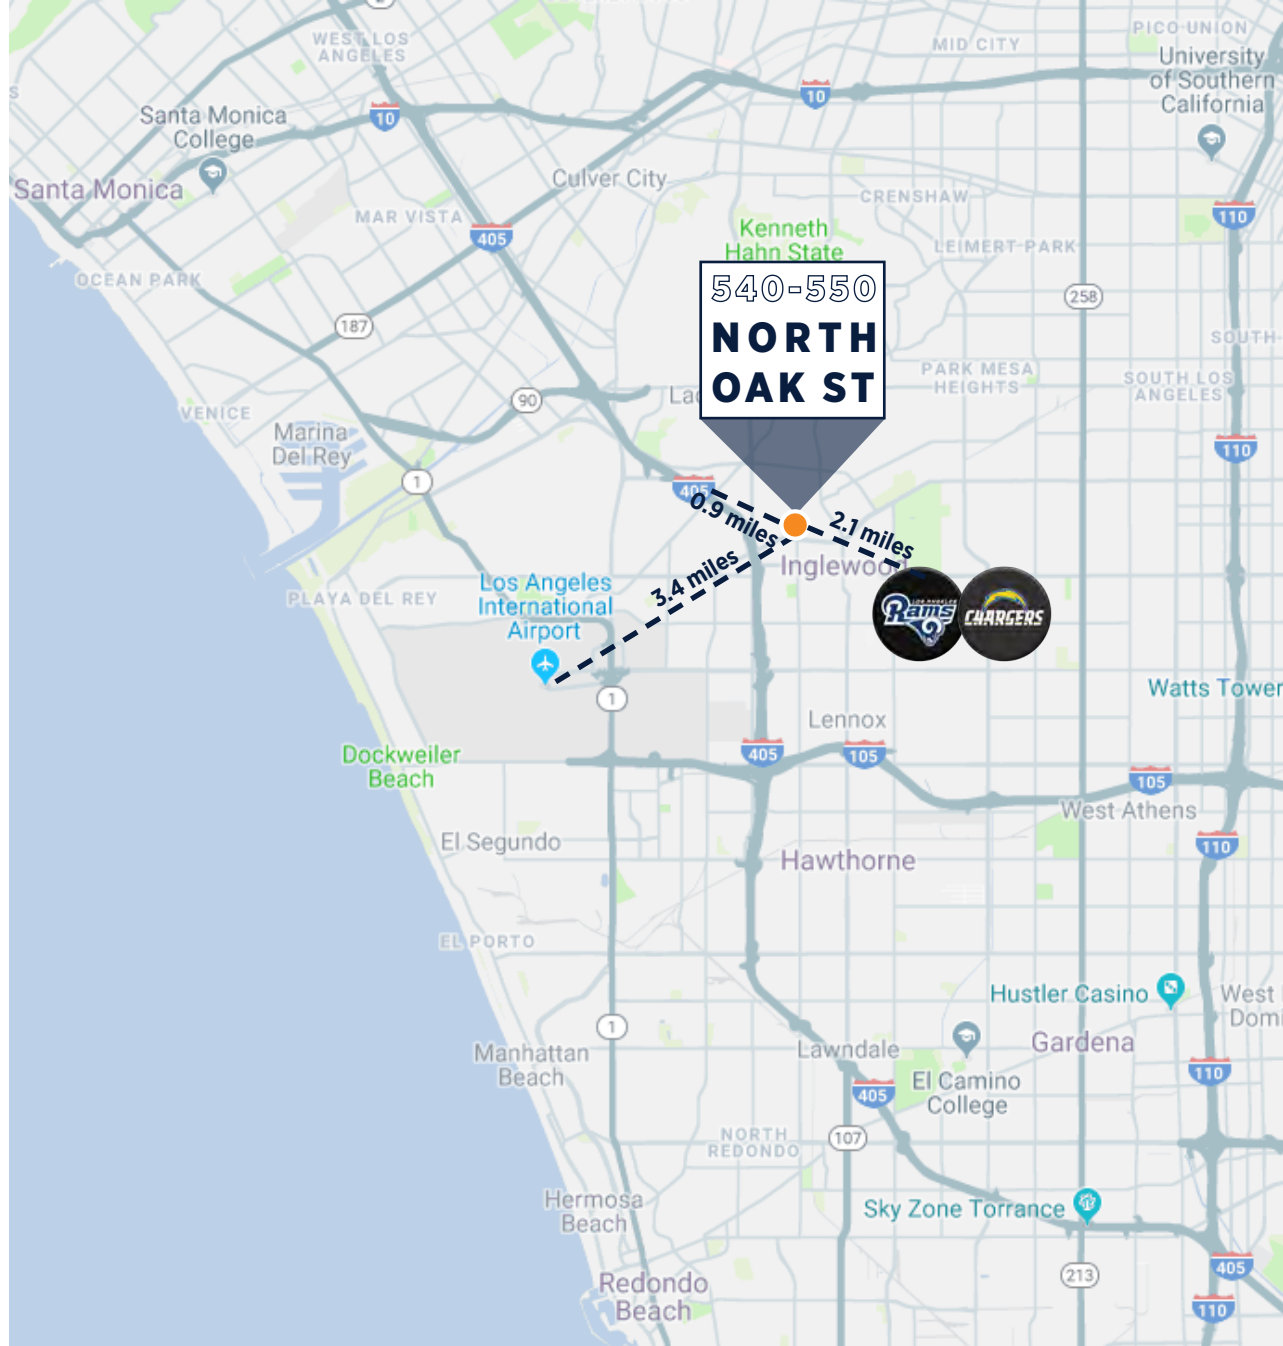 WEST LOS
ANGELES
PICO UNION
MID CITY
University
of Southern
California
10
10
Santa Monica
College
Santa Monica
Culver City
MAR VISTA
CRENSHAW
405
110
Kenneth
Hahn State
LEIMERT PARK
OCEAN PARK
540-550
NORTH
OAK ST
258
187
SOUTH
PARK MESA
HEIGHTS
SOUTH LOS
ANGELES
90
VENICE
Marina
Del Rey
110
1
405
0.9 miles
2.1 miles
3.4 miles
Inglewood
Los Angeles
International
Airport
PLAYA DEL REY
LOS ANGELES
Rams
CHARGERS
1
Watts Tower
Lennox
405
105
105
Dockweiler
Beach
West Athens
El Segundo
110
Hawthorne
EL PORTO
Hustler Casino
West
1
Gardena
Manhattan
Beach
Lawndale
El Camino
College
405
110
NORTH
REDONDO
107
Hermosa
Beach
Sky Zone Torrance
405
213
Redondo
Beach
110